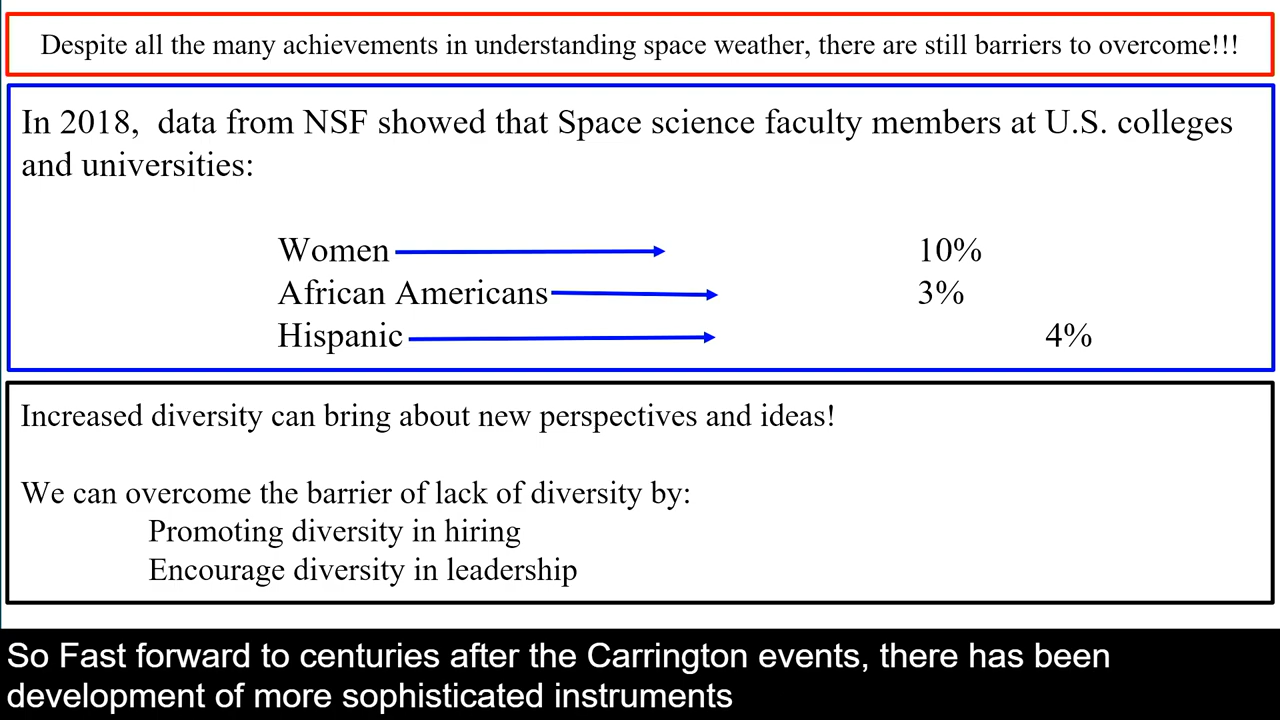 Despite all the many achievements in understanding space weather, there are still barriers to overcome!!!
In 2018, data from NSF showed that Space science faculty members at U.S. colleges
and universities:
Women 10%
African Americans 3%
Hispanic 4%
Increased diversity can bring about new perspectives and ideas!
We can overcome the barrier of lack of diversity by:
Promoting diversity in hiring
Encourage diversity in leadership
So Fast forward to centuries after the Carrington events, there has been
development of more sophisticated instruments